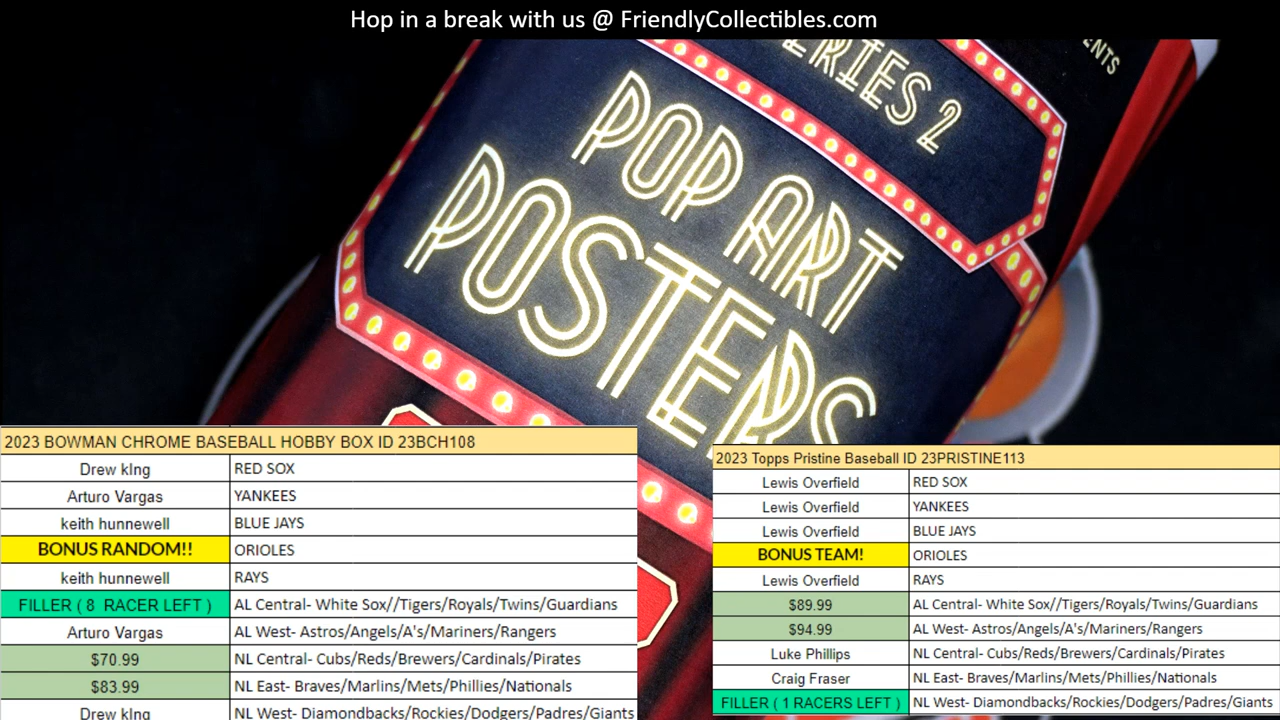 Hop in a break with us @ FriendlyCollectibles.com
ERIES 2
POP ART
POSTERS
2023 BOWMAN CHROME BASEBALL HOBBY BOX ID 23BCH108
Drew kIng RED SOX
Arturo Vargas YANKEES
keith hunnewell BLUE JAYS
BONUS RANDOM!! ORIOLES
keith hunnewell RAYS
FILLER ( 8 RACER LEFT ) AL Central- White Sox//Tigers/Royals/Twins/Guardians
Arturo Vargas AL West- Astros/Angels/A's/Mariners/Rangers
$70.99 NL Central- Cubs/Reds/Brewers/Cardinals/Pirates
$83.99 NL East- Braves/Marlins/Mets/Phillies/Nationals
Drew kIng NL West- Diamondbacks/Rockies/Dodgers/Padres/Giants
2023 Topps Pristine Baseball ID 23PRISTINE113
Lewis Overfield RED SOX
Lewis Overfield YANKEES
Lewis Overfield BLUE JAYS
BONUS TEAM! ORIOLES
Lewis Overfield RAYS
$89.99 AL Central- White Sox//Tigers/Royals/Twins/Guardians
$94.99 AL West- Astros/Angels/A's/Mariners/Rangers
Luke Phillips NL Central- Cubs/Reds/Brewers/Cardinals/Pirates
Craig Fraser NL East- Braves/Marlins/Mets/Phillies/Nationals
FILLER ( 1 RACERS LEFT ) NL West- Diamondbacks/Rockies/Dodgers/Padres/Giants